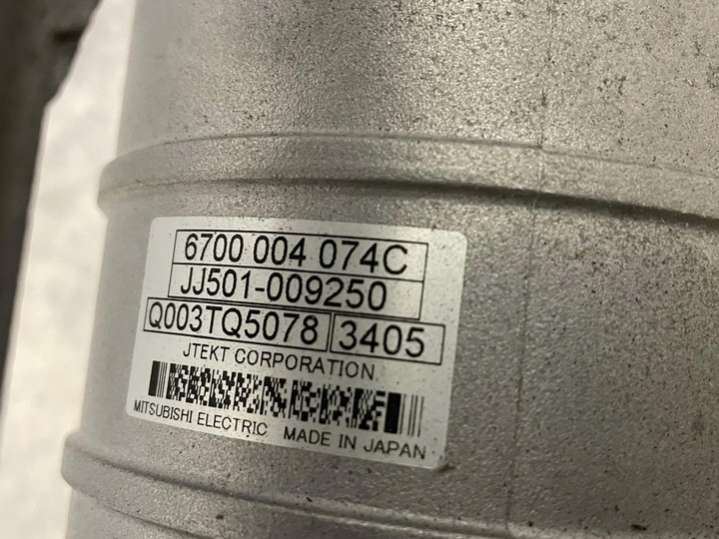 6700 004 074C
JJ501-009250
Q003TQ5078 3405
JTEKT CORPORATION
MITSUBISHI ELECTRIC MADE IN JAPAN